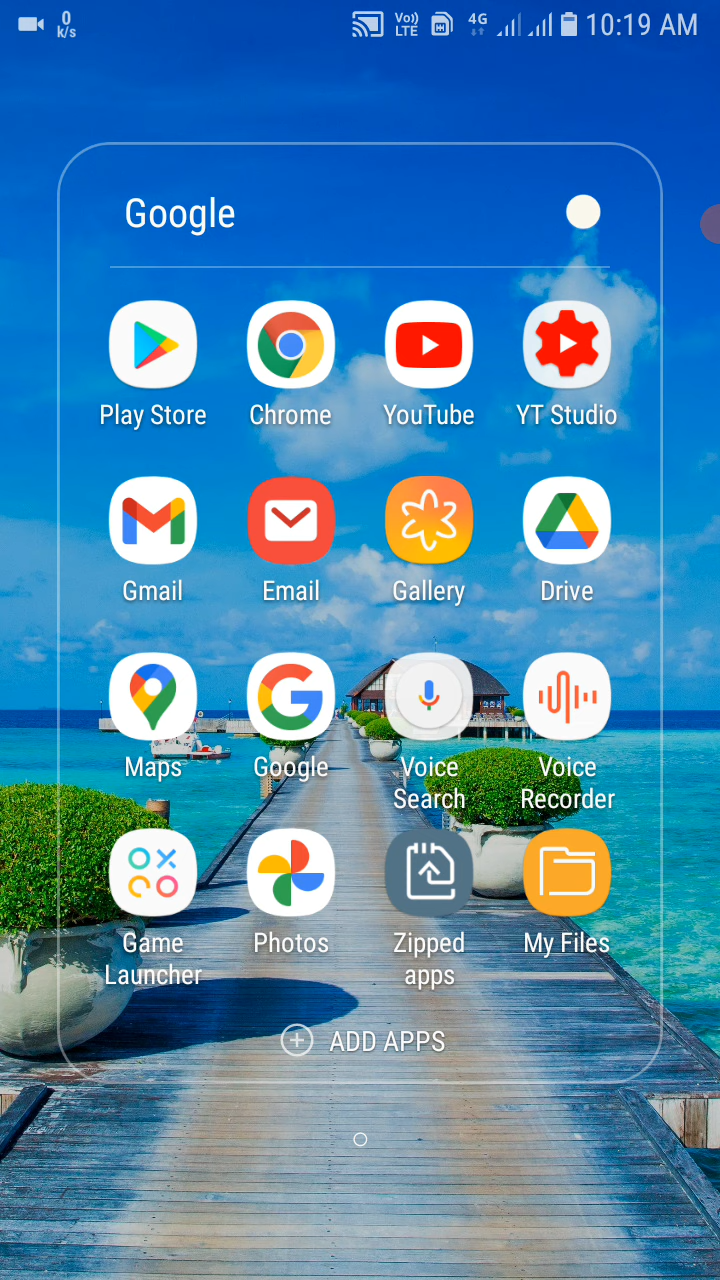 0
k/s
Vo))
LTE
4G
10:19 AM
Google
Play Store
Chrome
YouTube
YT Studio
Gmail
Email
Gallery
Drive
Maps
Google
Voice
Search
Voice
Recorder
Game
Launcher
Photos
Zipped
apps
My Files
ADD APPS